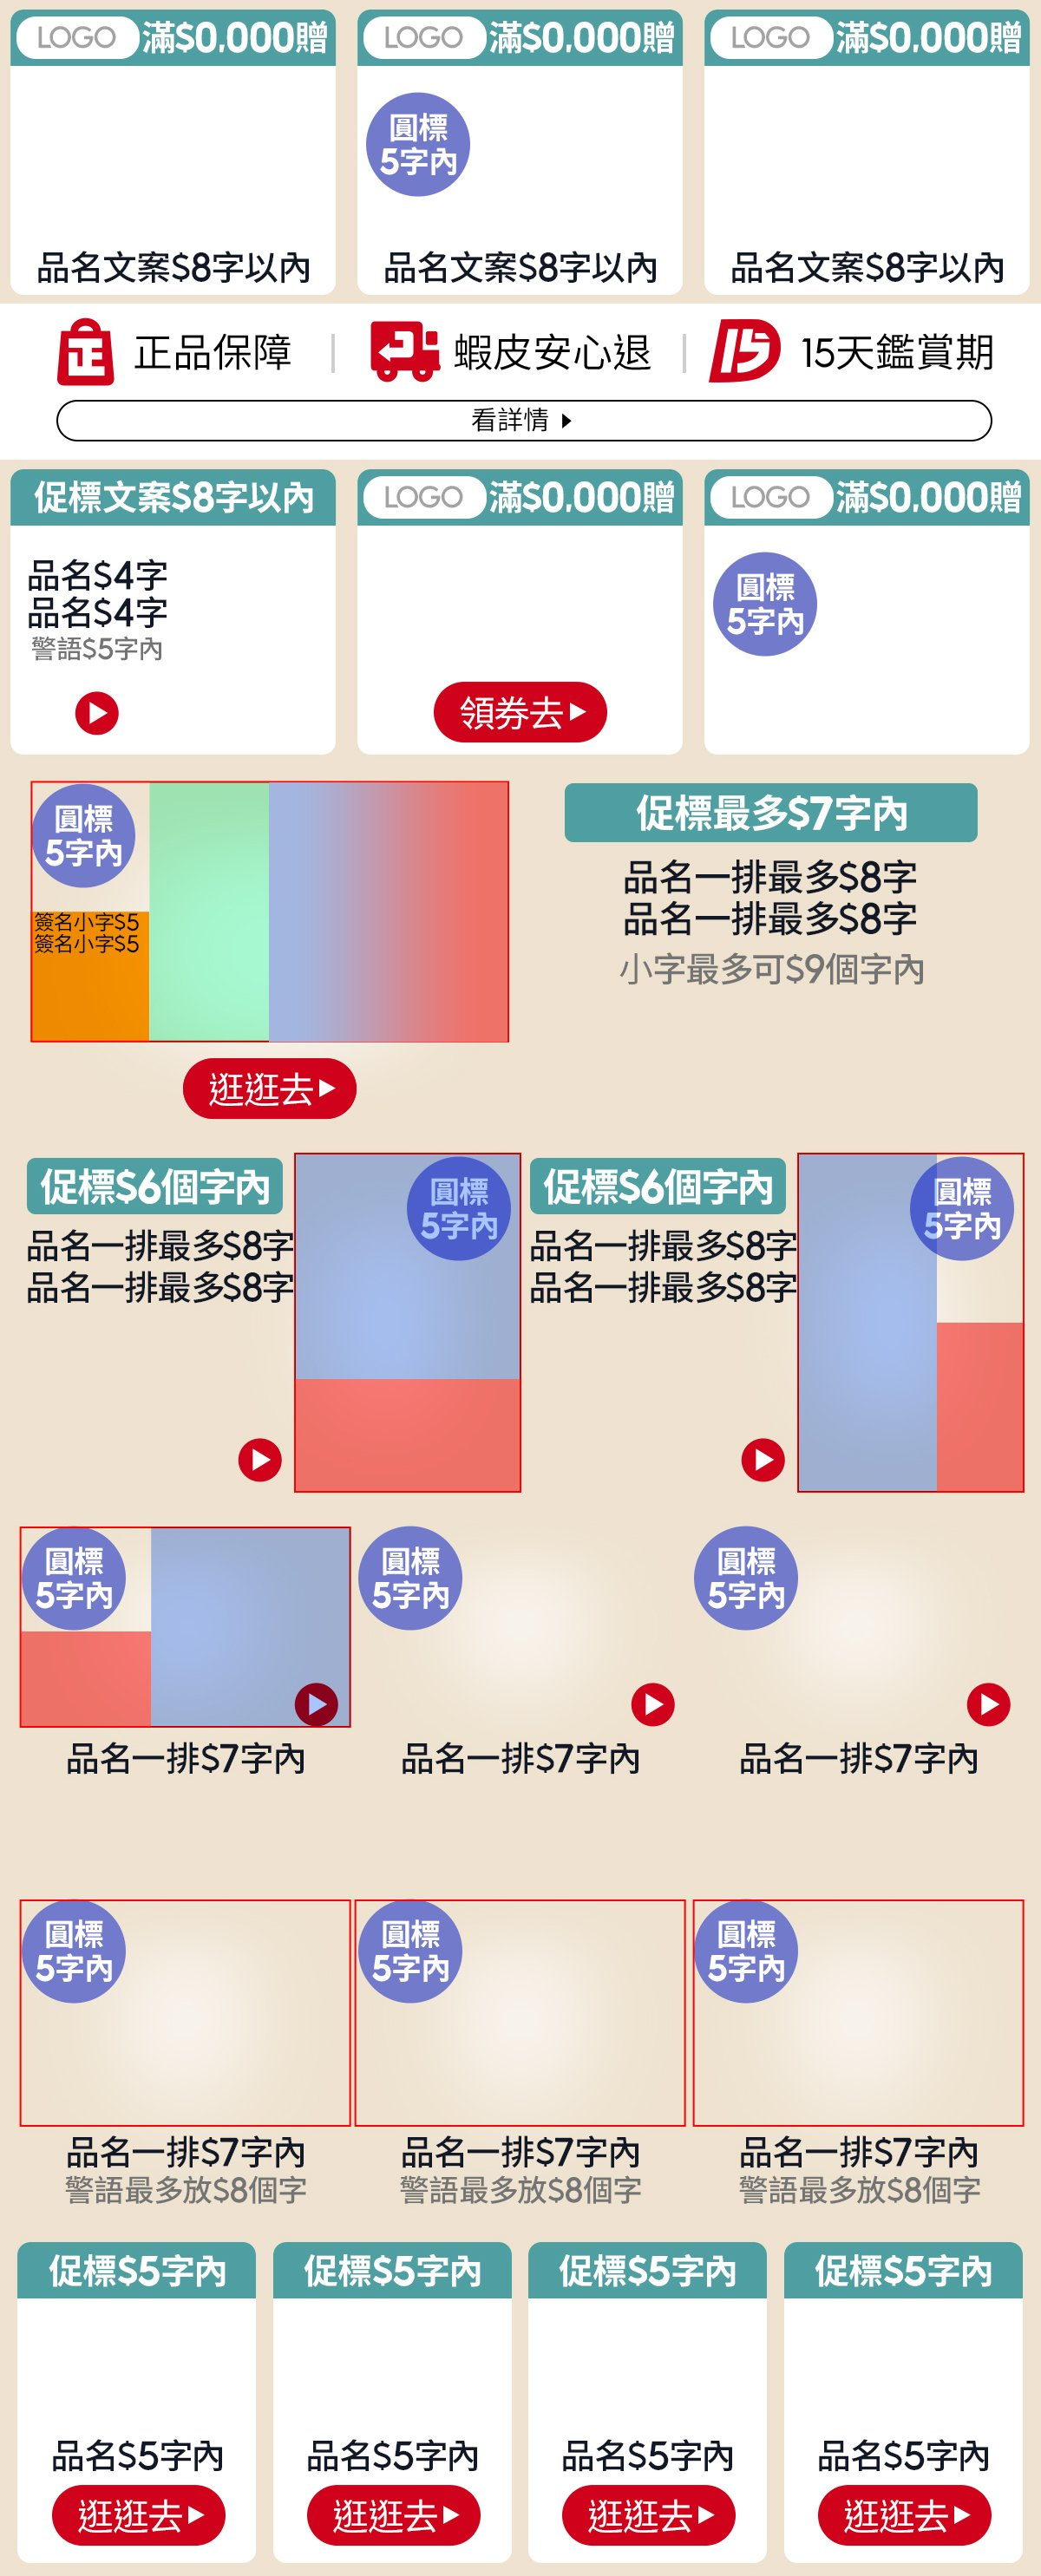 LOGO 滿$0,000贈
LOGO 滿$0,000贈
LOGO 滿$0,000贈
圓標
5字內
品名文案$8字以內
品名文案$8字以內
品名文案$8字以內
正 正品保障
蝦皮安心退
15 15天鑑賞期
看詳情
促標文案$8字以內
LOGO 滿$0,000贈
LOGO 滿$0,000贈
品名$4字
品名$4字
警語$5字內
領券去
圓標
5字內
圓標
5字內
簽名小字$5
簽名小字$5
逛逛去
促標最多$7字內
品名一排最多$8字
品名一排最多$8字
小字最多可$9個字內
促標$6個字內
品名一排最多$8字
品名一排最多$8字
圓標
5字內
促標$6個字內
品名一排最多$8字
品名一排最多$8字
圓標
5字內
圓標
5字內
品名一排$7字內
圓標
5字內
品名一排$7字內
圓標
5字內
品名一排$7字內
圓標
5字內
品名一排$7字內
警語最多放$8個字
圓標
5字內
品名一排$7字內
警語最多放$8個字
圓標
5字內
品名一排$7字內
警語最多放$8個字
促標$5字內
品名$5字內
逛逛去
促標$5字內
品名$5字內
逛逛去
促標$5字內
品名$5字內
逛逛去
促標$5字內
品名$5字內
逛逛去